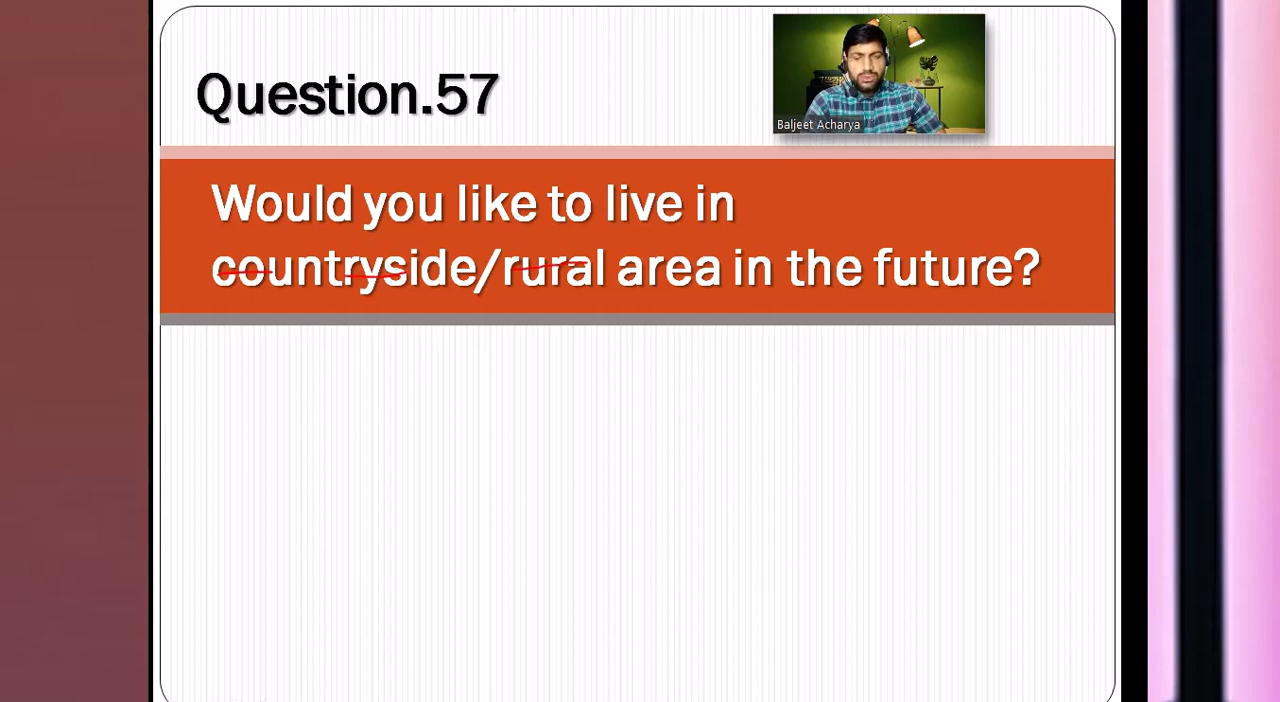 Question.57
Baljeet Acharya
Would you like to live in
countryside/rural area in the future?